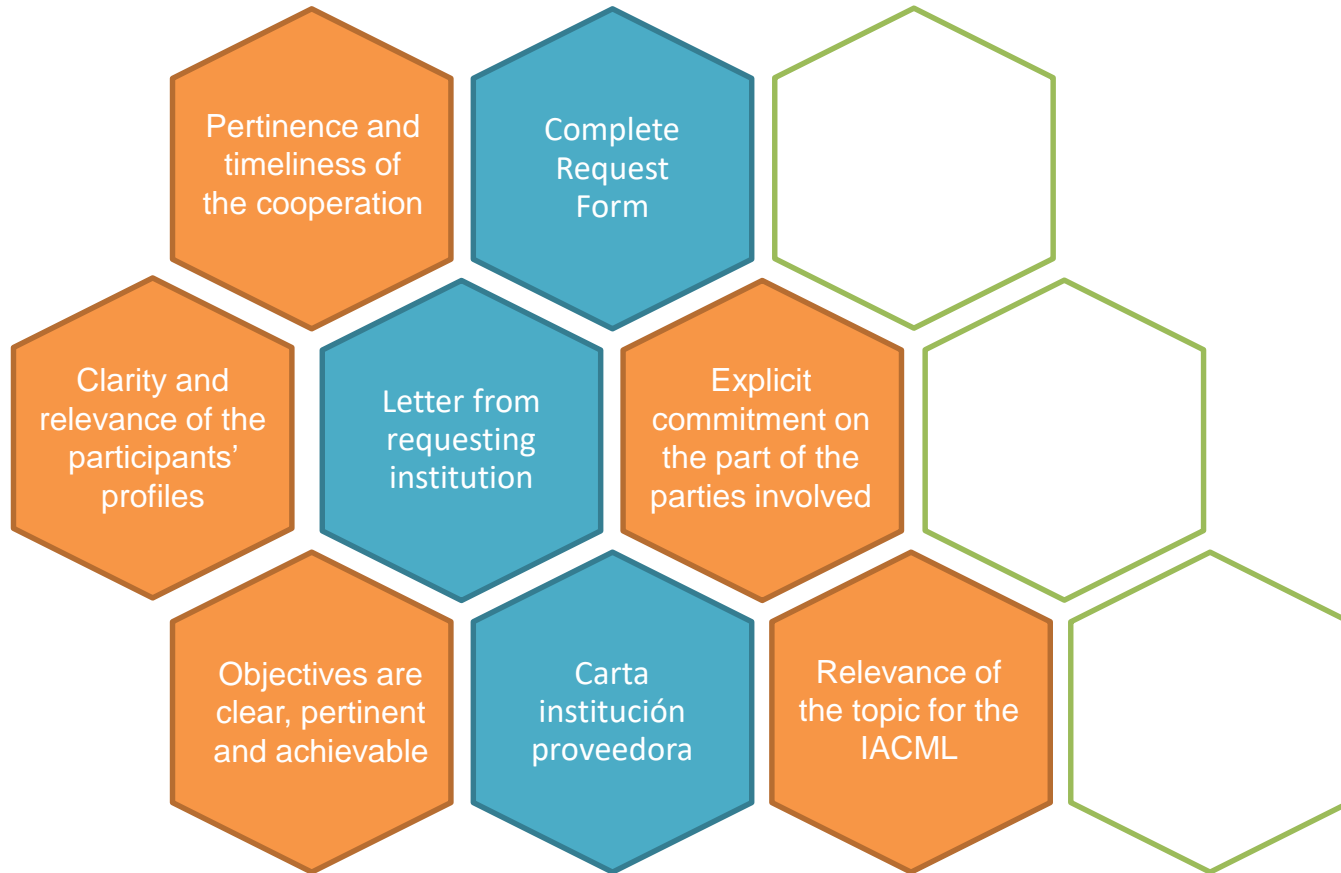 Pertinence and
timeliness of
the cooperation
Complete
Request
Form
Clarity and
relevance of the
participants’
profiles
Letter from
requesting
institution
Explicit
commitment on
the part of the
parties involved
Objectives are
clear, pertinent
and achievable
Carta
institución
proveedora
Relevance of
the topic for the
IACML